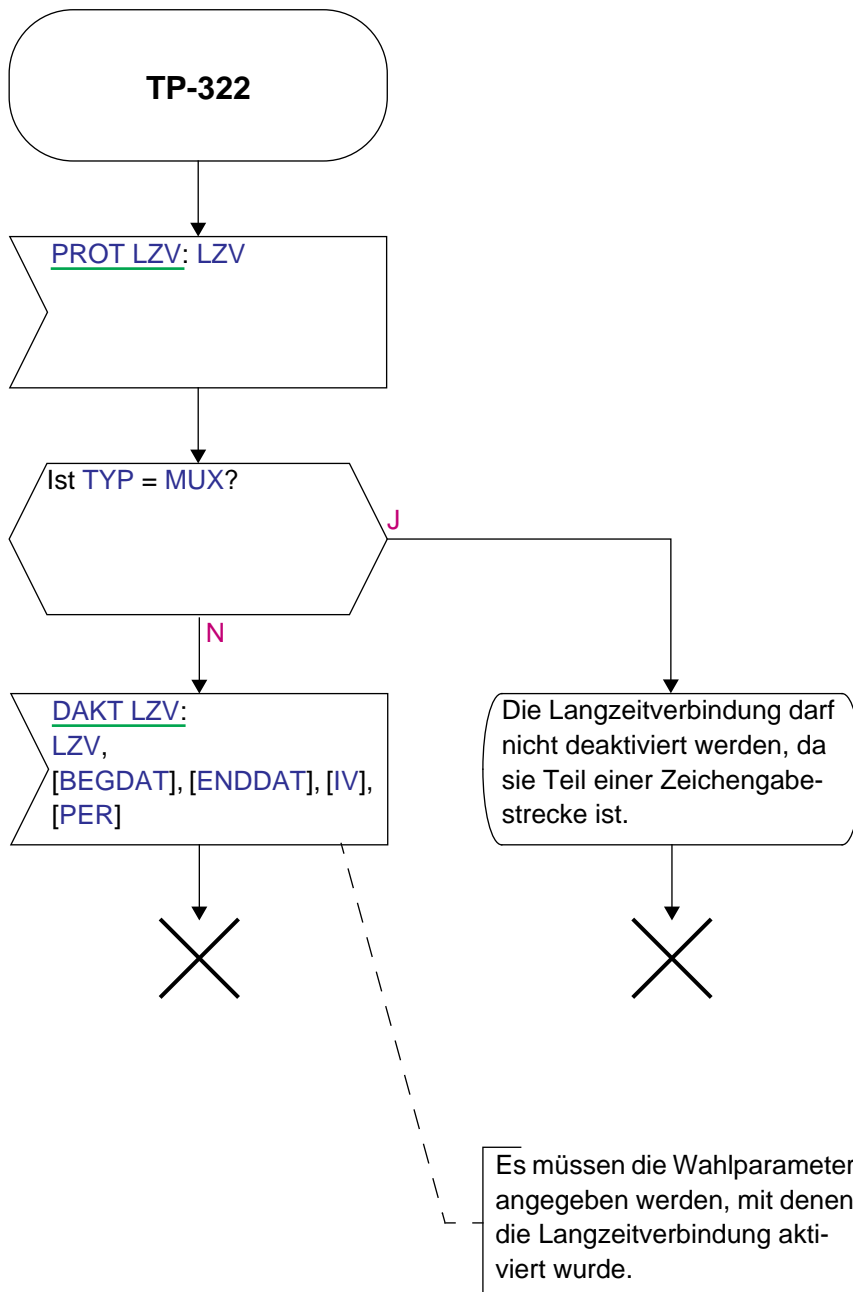 TP-322
PROT LZV: LZV
Ist TYP = MUX?
J
N
DAKT LZV:
LZV,
[BEGDAT], [ENDDAT], [IV],
[PER]
Die Langzeitverbindung darf
nicht deaktiviert werden, da
sie Teil einer Zeichengabe-
strecke ist.
Es müssen die Wahlparameter
angegeben werden, mit denen
die Langzeitverbindung akti-
viert wurde.